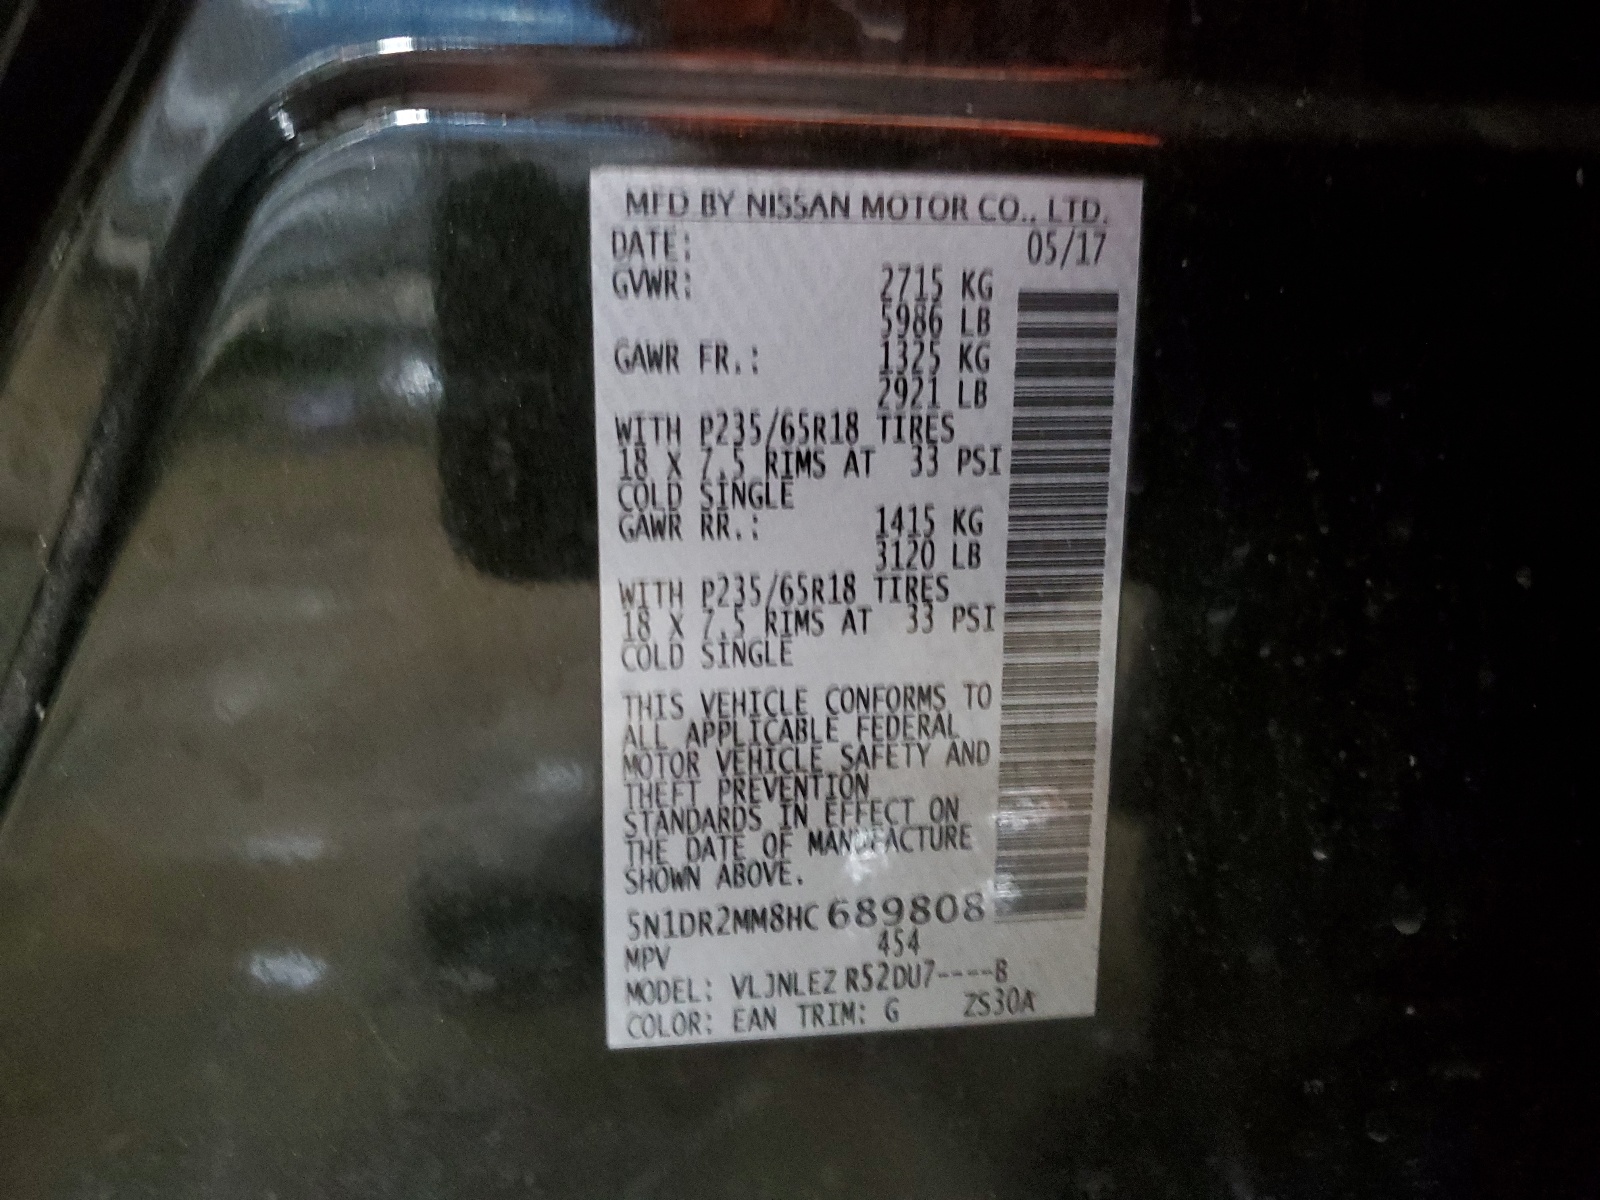 MFD BY NISSAN MOTOR CO., LTD.
DATE: 05/17
GVWR: 2715 KG
5986 LB
GAWR FR.: 1325 KG
2921 LB
WITH P235/65R18 TIRES
18 X 7.5 RIMS AT 33 PSI
COLD SINGLE
GAWR RR.: 1415 KG
3120 LB
WITH P235/65R18 TIRES
18 X 7.5 RIMS AT 33 PSI
COLD SINGLE
THIS VEHICLE CONFORMS TO
ALL APPLICABLE FEDERAL
MOTOR VEHICLE SAFETY AND
THEFT PREVENTION
STANDARDS IN EFFECT ON
THE DATE OF MANUFACTURE
SHOWN ABOVE.
5N1DR2MM8HC689808
MPV 454
MODEL: VLJNLEZ R52DU7----B
COLOR: EAN TRIM: G ZS30A